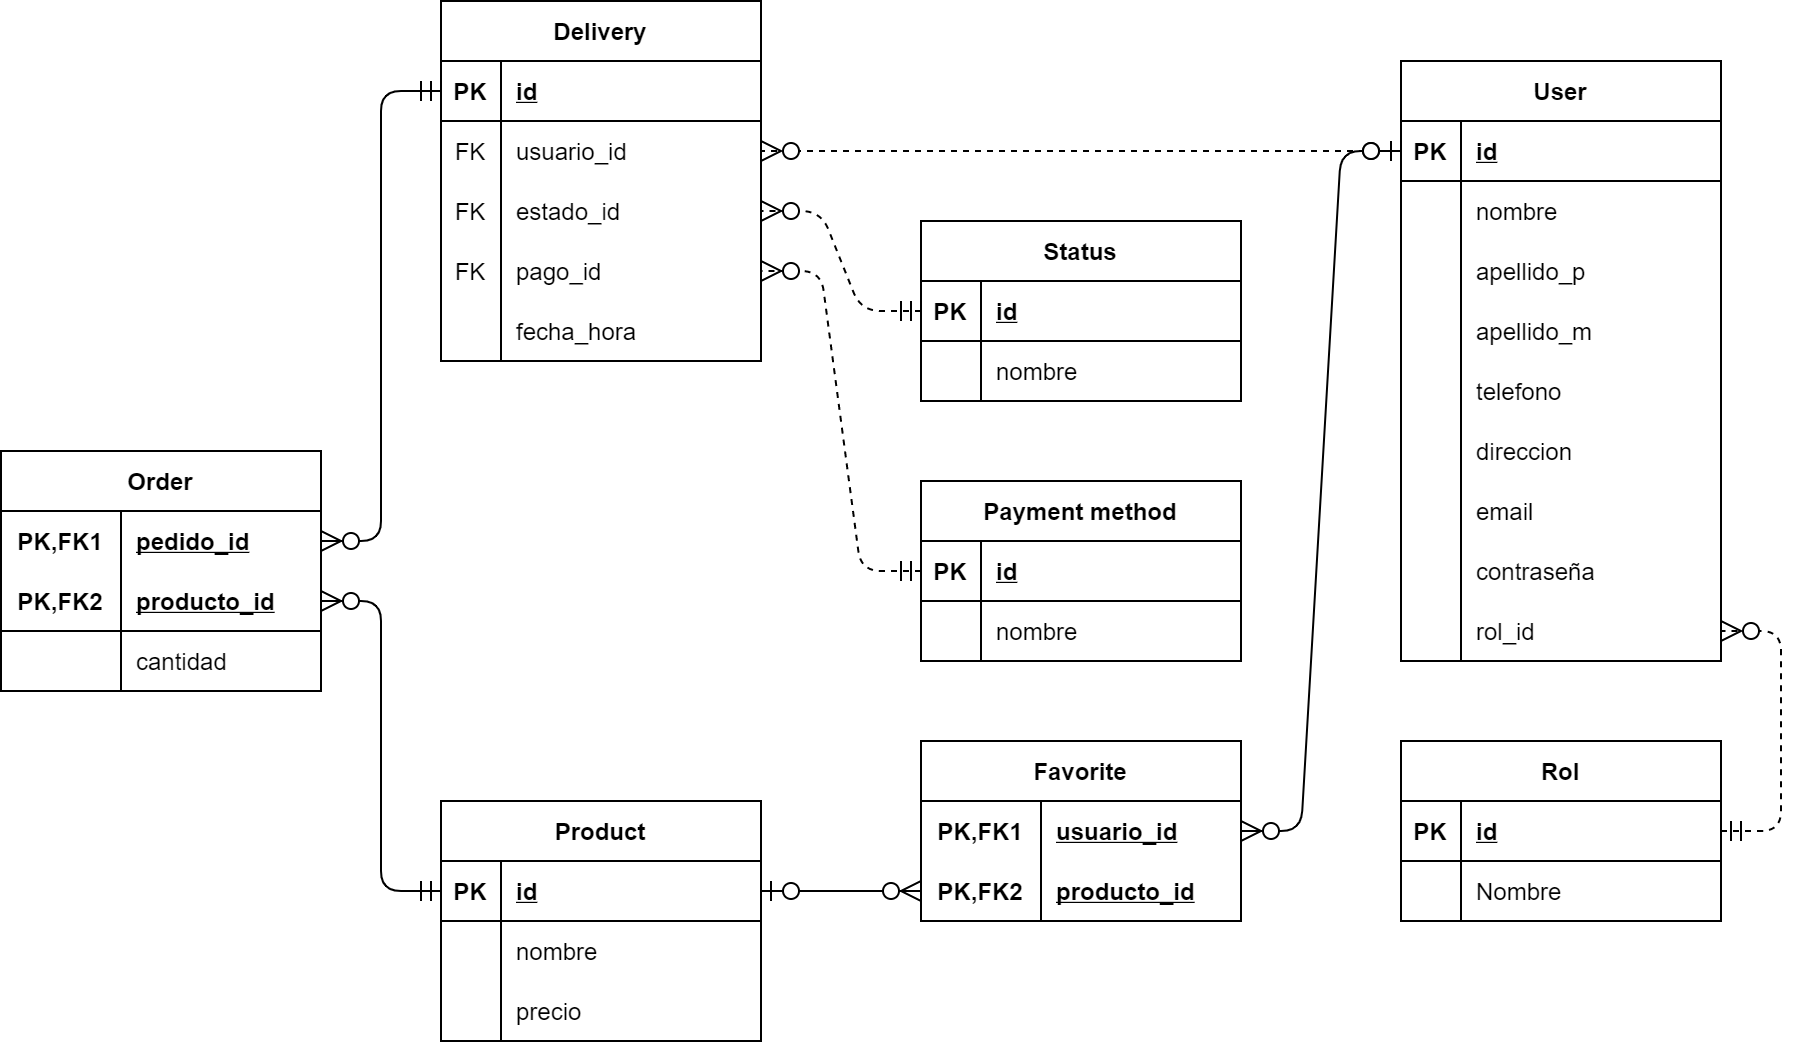 Delivery
PK id
FK usuario_id
FK estado_id
FK pago_id
fecha_hora
User
PK id
nombre
apellido_p
apellido_m
telefono
direccion
email
contraseña
rol_id
Status
PK id
nombre
Order
PK,FK1 pedido_id
PK,FK2 producto_id
cantidad
Payment method
PK id
nombre
Product
PK id
nombre
precio
Favorite
PK,FK1 usuario_id
PK,FK2 producto_id
Rol
PK id
Nombre